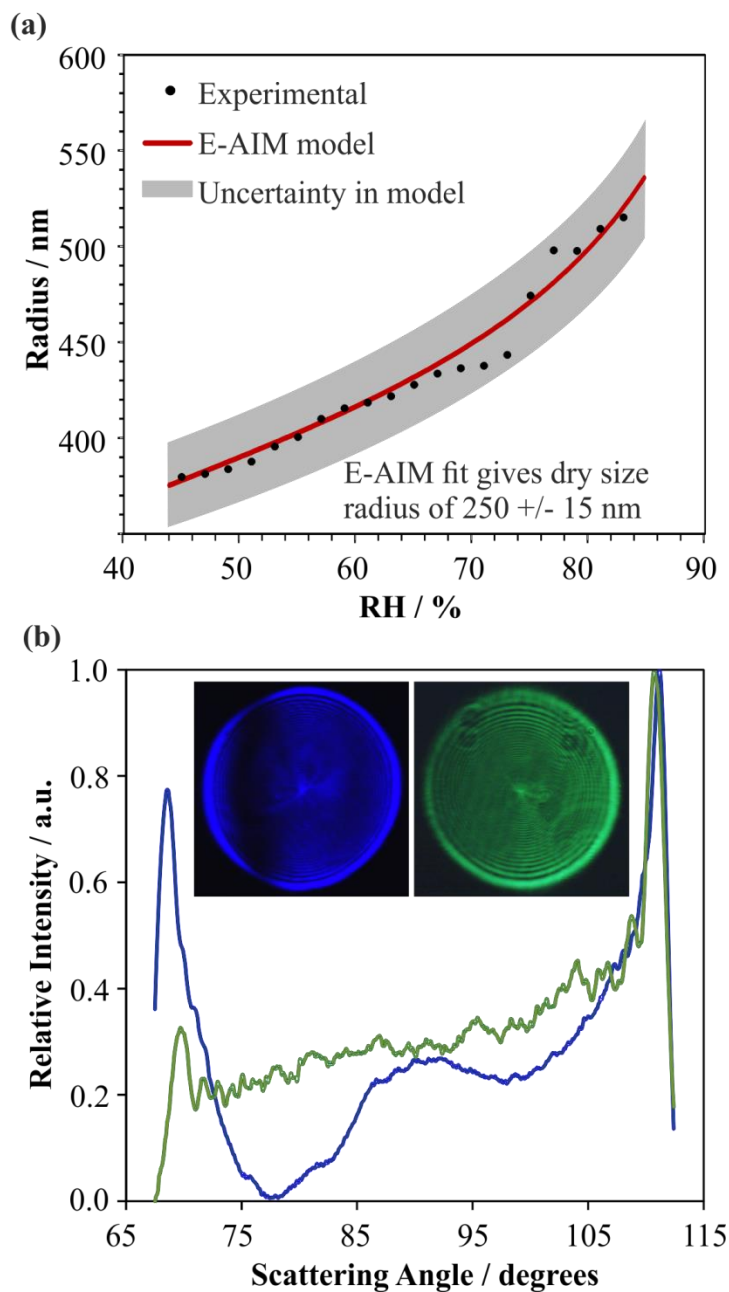 (a)
600
550
500
450
400
Radius / nm
Experimental
E-AIM model
Uncertainty in model
E-AIM fit gives dry size
radius of 250 +/- 15 nm
40 50 60 70 80 90
RH / %
(b)
1.0
0.8
0.6
0.4
0.2
0.0
Relative Intensity / a.u.
65 75 85 95 105 115
Scattering Angle / degrees